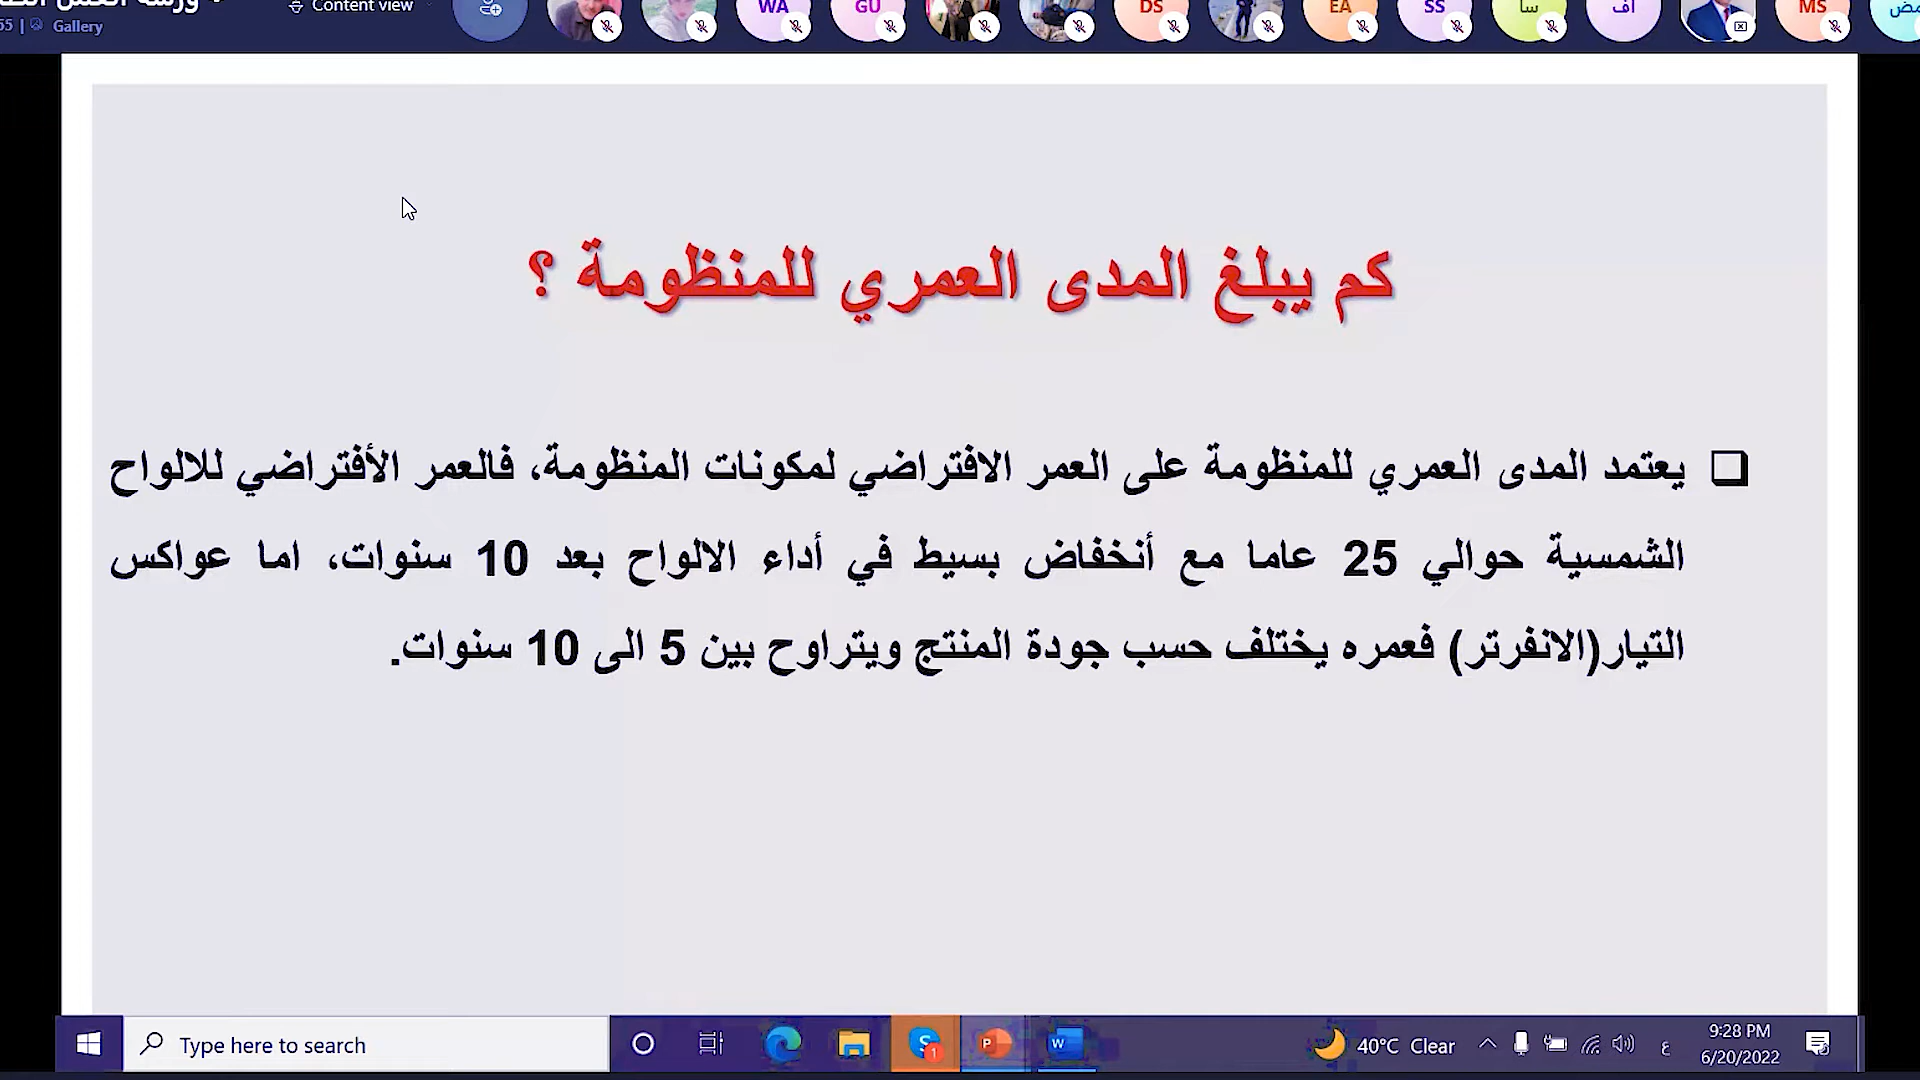 Content view
Gallery
WA
GU
DS
EA
SS
سا
اف
MS
مض
كم يبلغ المدى العمري للمنظومة ؟
يعتمد المدى العمري للمنظومة على العمر الافتراضي لمكونات المنظومة، فالعمر الأفتراضي للالواح
الشمسية حوالي 25 عاما مع أنخفاض بسيط في أداء الالواح بعد 10 سنوات، اما عواكس
التيار(الانفرتر) فعمره يختلف حسب جودة المنتج ويتراوح بين 5 الى 10 سنوات.
Type here to search
40°C Clear
ع
9:28 PM
6/20/2022